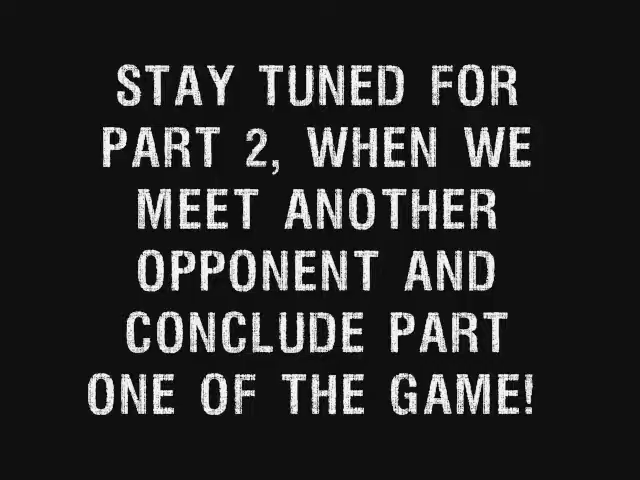 STAY TUNED FOR
PART 2, WHEN WE
MEET ANOTHER
OPPONENT AND
CONCLUDE PART
ONE OF THE GAME!